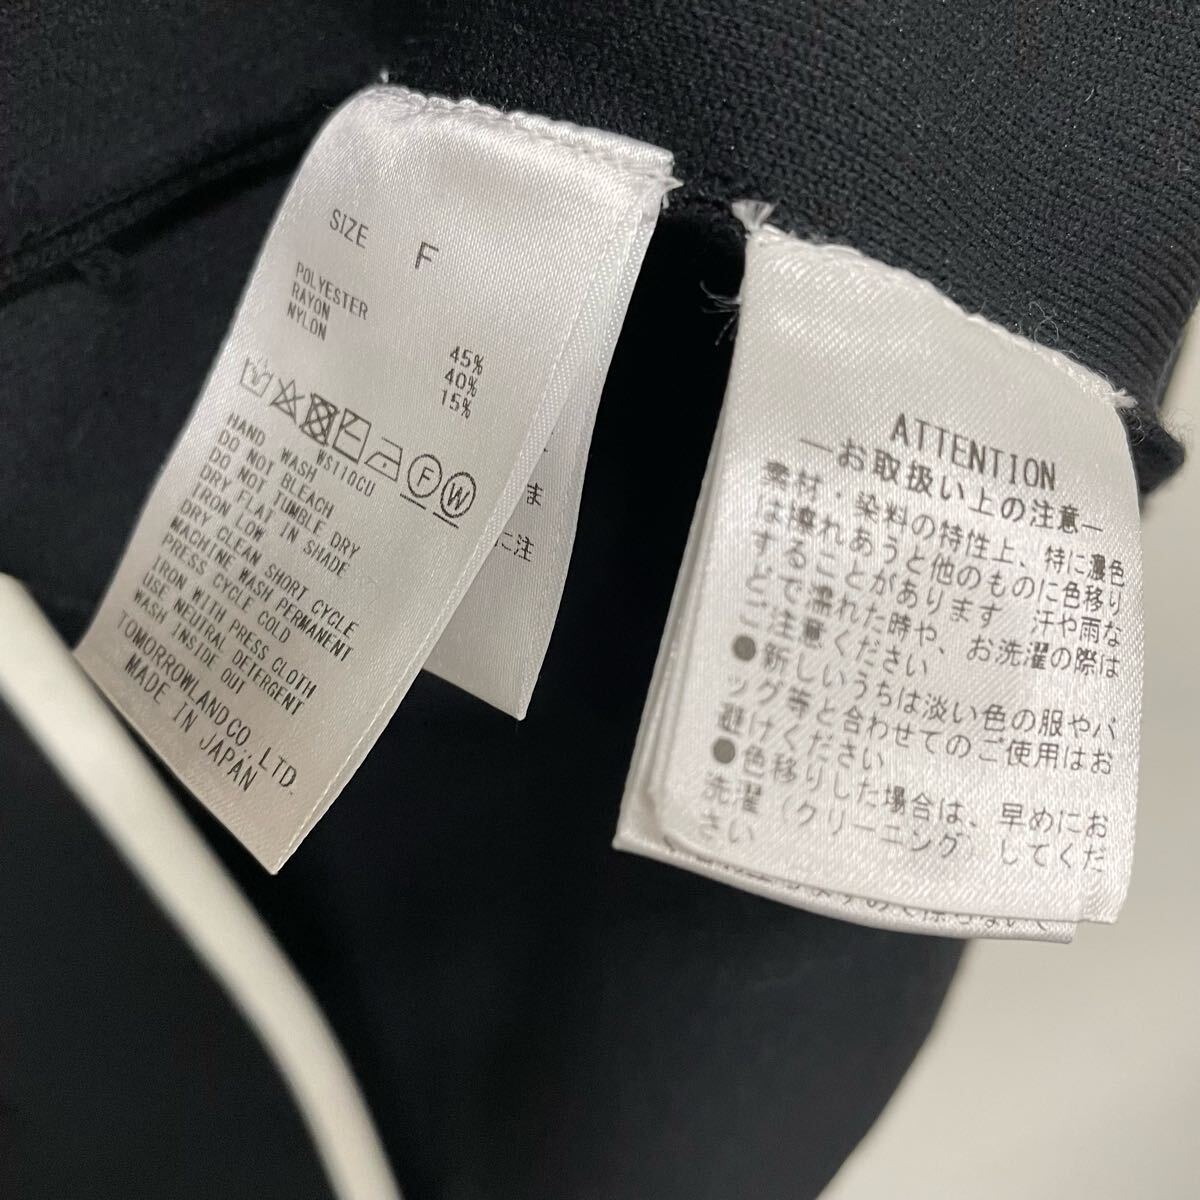 SIZE F
POLYESTER 45%
RAYON 40%
NYLON 15%
F W
WS110CU
HAND WASH
DO NOT BLEACH
DO NOT TUMBLE DRY
DRY FLAT IN SHADE
IRON LOW
DRY CLEAN SHORT CYCLE
MACHINE WASH PERMANENT
PRESS CYCLE COLD
IRON WITH PRESS CLOTH
USE NEUTRAL DETERGENT
WASH INSIDE OUT
TOMORROWLAND CO., LTD.
MADE IN JAPAN
ま
に注
ATTENTION
―お取扱い上の注意―
素材・染料の特性上、特に濃色
は濡れあうと他のものに色移り
することがあります 汗や雨な
どで濡れた時や、お洗濯の際は
ご注意ください
●新しいうちは淡い色の服やバ
ッグ等と合わせてのご使用はお
避けください
●色移りした場合は、早めにお
洗濯（クリーニング）してくだ
さい